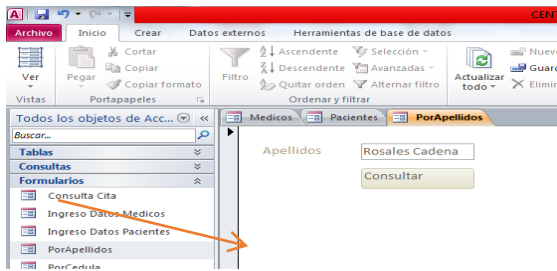 A
CENT
Archivo Inicio Crear Datos externos Herramientas de base de datos
Ver
Vistas
Pegar
Cortar
Copiar
Copiar formato
Portapapeles
Filtro
Ascendente
Descendente
Quitar orden
Selección
Avanzadas
Alternar filtro
Ordenar y filtrar
Actualizar
todo
Nuev
Guard
Elimin
Todos los objetos de Acc...
Buscar...
Tablas
Consultas
Formularios
Consulta Cita
Ingreso Datos Medicos
Ingreso Datos Pacientes
PorApellidos
PorCedula
Medicos Pacientes PorApellidos
Apellidos Rosales Cadena
Consultar